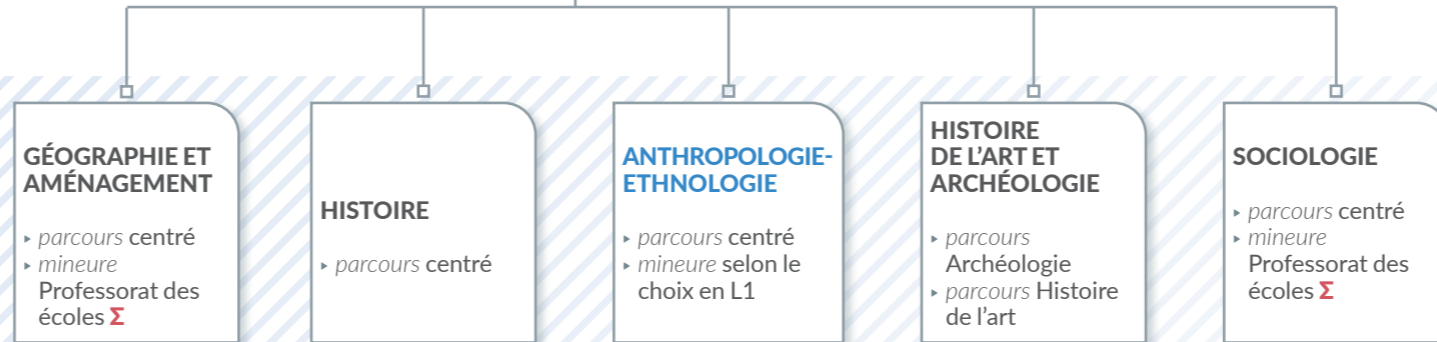 GÉOGRAPHIE ET
AMÉNAGEMENT
▸ parcours centré
▸ mineure
Professorat des
écoles Σ
HISTOIRE
▸ parcours centré
ANTHROPOLOGIE-
ETHNOLOGIE
▸ parcours centré
▸ mineure selon le
choix en L1
HISTOIRE
DE L'ART ET
ARCHÉOLOGIE
▸ parcours
Archéologie
▸ parcours Histoire
de l'art
SOCIOLOGIE
▸ parcours centré
▸ mineure
Professorat des
écoles Σ